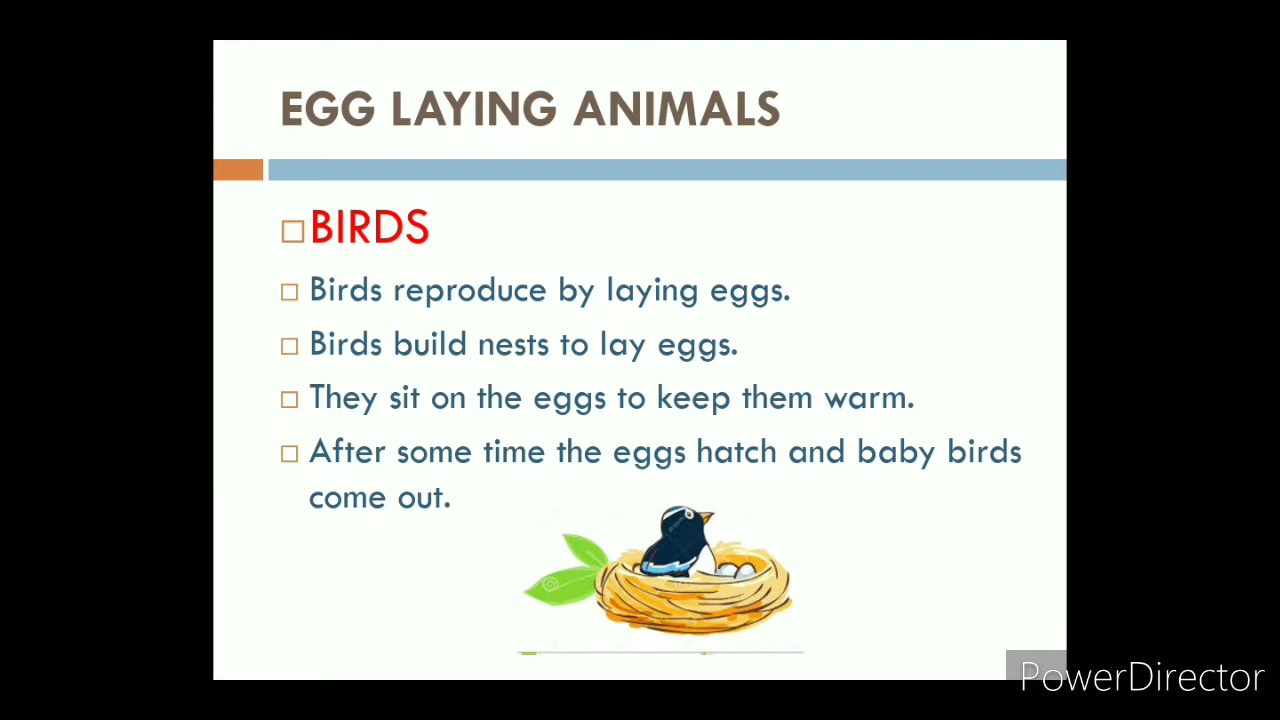 EGG LAYING ANIMALS
BIRDS
Birds reproduce by laying eggs.
Birds build nests to lay eggs.
They sit on the eggs to keep them warm.
After some time the eggs hatch and baby birds
come out.
PowerDirector